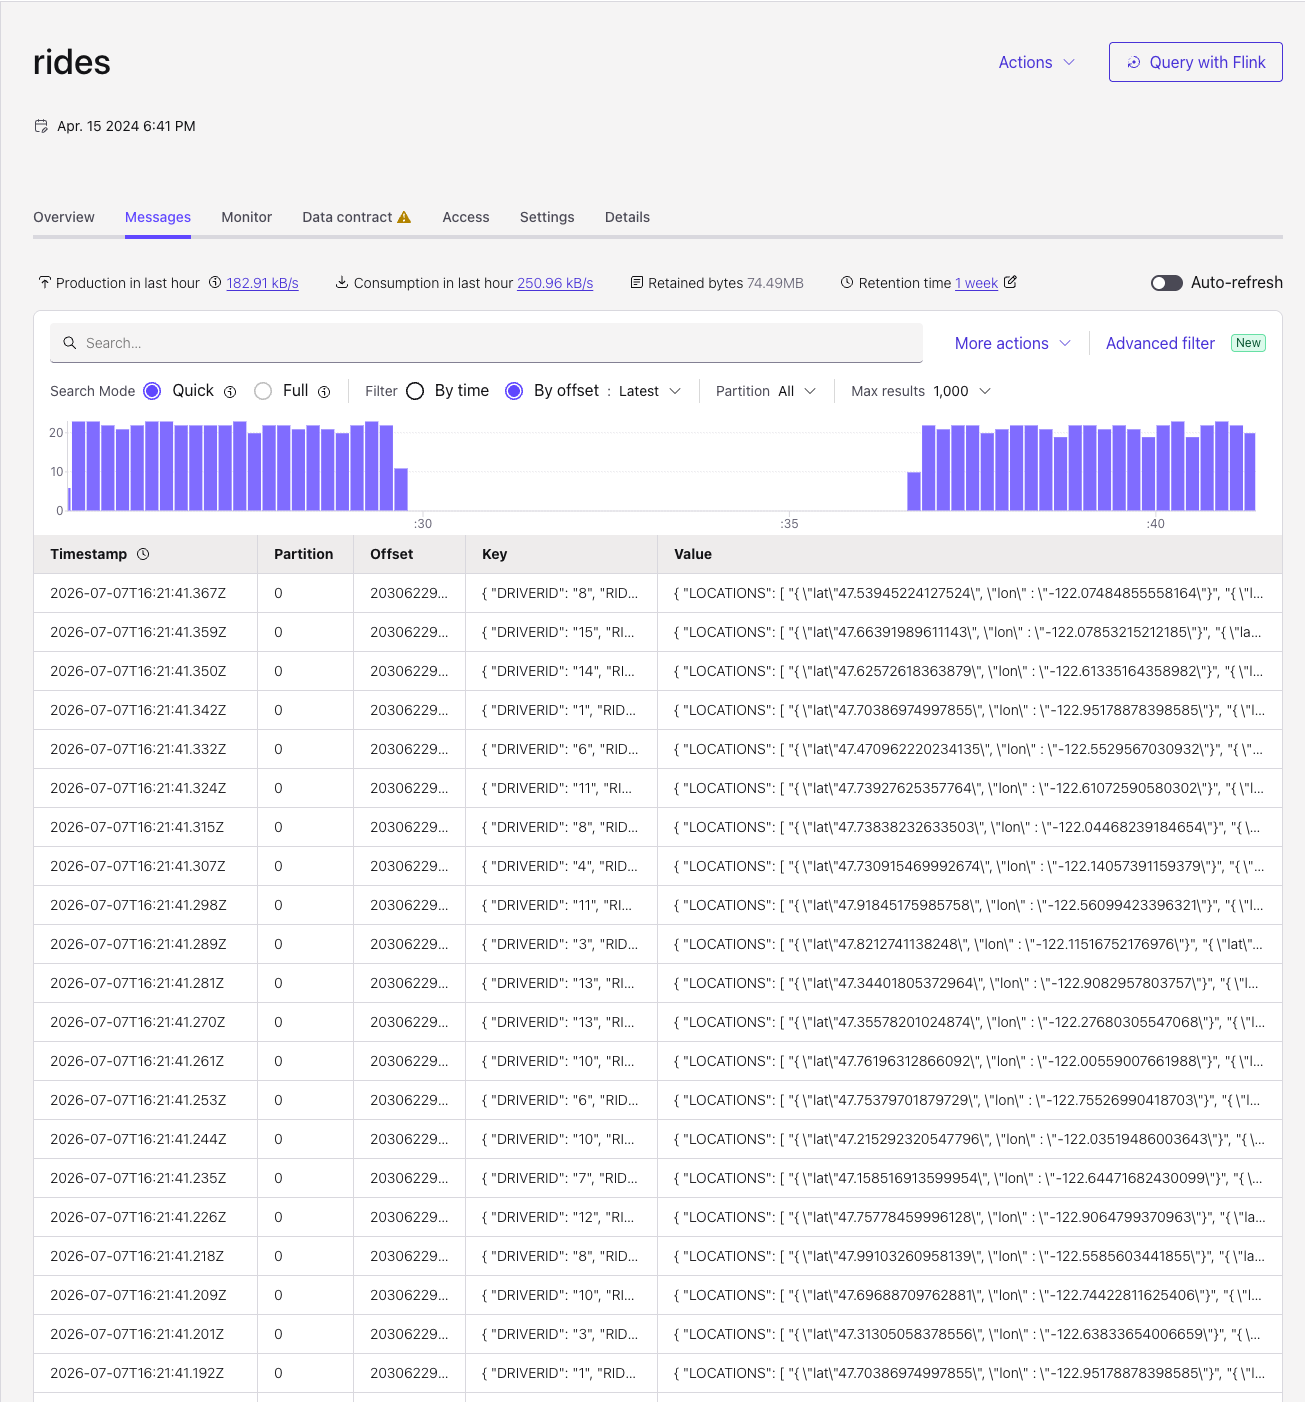 rides
Actions
Query with Flink
Apr. 15 2024 6:41 PM
Overview Messages Monitor Data contract Access Settings Details
Production in last hour 182.91 kB/s Consumption in last hour 250.96 kB/s Retained bytes 74.49MB Retention time 1 week Auto-refresh
Search... More actions Advanced filter New
Search Mode Quick Full Filter By time By offset : Latest Partition All Max results 1,000
20
10
0
:30 :35 :40
Timestamp Partition Offset Key Value
2026-07-07T16:21:41.367Z 0 20306229... { "DRIVERID": "8", "RID... { "LOCATIONS": [ "{ \"lat\"47.53945224127524\", \"lon\" : \"-122.07484855558164\"}", "{ \"l...
2026-07-07T16:21:41.359Z 0 20306229... { "DRIVERID": "15", "RI... { "LOCATIONS": [ "{ \"lat\"47.66391989611143\", \"lon\" : \"-122.07853215212185\"}", "{ \"la...
2026-07-07T16:21:41.350Z 0 20306229... { "DRIVERID": "14", "RI... { "LOCATIONS": [ "{ \"lat\"47.62572618363879\", \"lon\" : \"-122.61335164358982\"}", "{ \"l...
2026-07-07T16:21:41.342Z 0 20306229... { "DRIVERID": "1", "RID... { "LOCATIONS": [ "{ \"lat\"47.70386974997855\", \"lon\" : \"-122.95178878398585\"}", "{ \"l...
2026-07-07T16:21:41.332Z 0 20306229... { "DRIVERID": "6", "RID... { "LOCATIONS": [ "{ \"lat\"47.470962220234135\", \"lon\" : \"-122.5529567030932\"}", "{ \"...
2026-07-07T16:21:41.324Z 0 20306229... { "DRIVERID": "11", "RI... { "LOCATIONS": [ "{ \"lat\"47.73927625357764\", \"lon\" : \"-122.61072590580302\"}", "{ \"l...
2026-07-07T16:21:41.315Z 0 20306229... { "DRIVERID": "8", "RID... { "LOCATIONS": [ "{ \"lat\"47.73838232633503\", \"lon\" : \"-122.04468239184654\"}", "{ \...
2026-07-07T16:21:41.307Z 0 20306229... { "DRIVERID": "4", "RID... { "LOCATIONS": [ "{ \"lat\"47.730915469992674\", \"lon\" : \"-122.14057391159379\"}", "{ \"...
2026-07-07T16:21:41.298Z 0 20306229... { "DRIVERID": "11", "RI... { "LOCATIONS": [ "{ \"lat\"47.91845175985758\", \"lon\" : \"-122.56099423396321\"}", "{ \"l...
2026-07-07T16:21:41.289Z 0 20306229... { "DRIVERID": "3", "RID... { "LOCATIONS": [ "{ \"lat\"47.8212741138248\", \"lon\" : \"-122.11516752176976\"}", "{ \"lat\"...
2026-07-07T16:21:41.281Z 0 20306229... { "DRIVERID": "13", "RI... { "LOCATIONS": [ "{ \"lat\"47.34401805372964\", \"lon\" : \"-122.9082957803757\"}", "{ \"l...
2026-07-07T16:21:41.270Z 0 20306229... { "DRIVERID": "13", "RI... { "LOCATIONS": [ "{ \"lat\"47.35578201024874\", \"lon\" : \"-122.27680305547068\"}", "{ \"l...
2026-07-07T16:21:41.261Z 0 20306229... { "DRIVERID": "10", "RI... { "LOCATIONS": [ "{ \"lat\"47.76196312866092\", \"lon\" : \"-122.00559007661988\"}", "{ \"l...
2026-07-07T16:21:41.253Z 0 20306229... { "DRIVERID": "6", "RID... { "LOCATIONS": [ "{ \"lat\"47.75379701879729\", \"lon\" : \"-122.75526990418703\"}", "{ \"l...
2026-07-07T16:21:41.244Z 0 20306229... { "DRIVERID": "10", "RI... { "LOCATIONS": [ "{ \"lat\"47.215292320547796\", \"lon\" : \"-122.03519486003643\"}", "{ \...
2026-07-07T16:21:41.235Z 0 20306229... { "DRIVERID": "7", "RID... { "LOCATIONS": [ "{ \"lat\"47.158516913599954\", \"lon\" : \"-122.64471682430099\"}", "{ \...
2026-07-07T16:21:41.226Z 0 20306229... { "DRIVERID": "12", "RI... { "LOCATIONS": [ "{ \"lat\"47.75778459996128\", \"lon\" : \"-122.9064799370963\"}", "{ \"la...
2026-07-07T16:21:41.218Z 0 20306229... { "DRIVERID": "8", "RID... { "LOCATIONS": [ "{ \"lat\"47.99103260958139\", \"lon\" : \"-122.5585603441855\"}", "{ \"la...
2026-07-07T16:21:41.209Z 0 20306229... { "DRIVERID": "10", "RI... { "LOCATIONS": [ "{ \"lat\"47.69688709762881\", \"lon\" : \"-122.74422811625406\"}", "{ \"l...
2026-07-07T16:21:41.201Z 0 20306229... { "DRIVERID": "3", "RID... { "LOCATIONS": [ "{ \"lat\"47.31305058378556\", \"lon\" : \"-122.63833654006659\"}", "{ \...
2026-07-07T16:21:41.192Z 0 20306229... { "DRIVERID": "1", "RID... { "LOCATIONS": [ "{ \"lat\"47.70386974997855\", \"lon\" : \"-122.95178878398585\"}", "{ \"l...